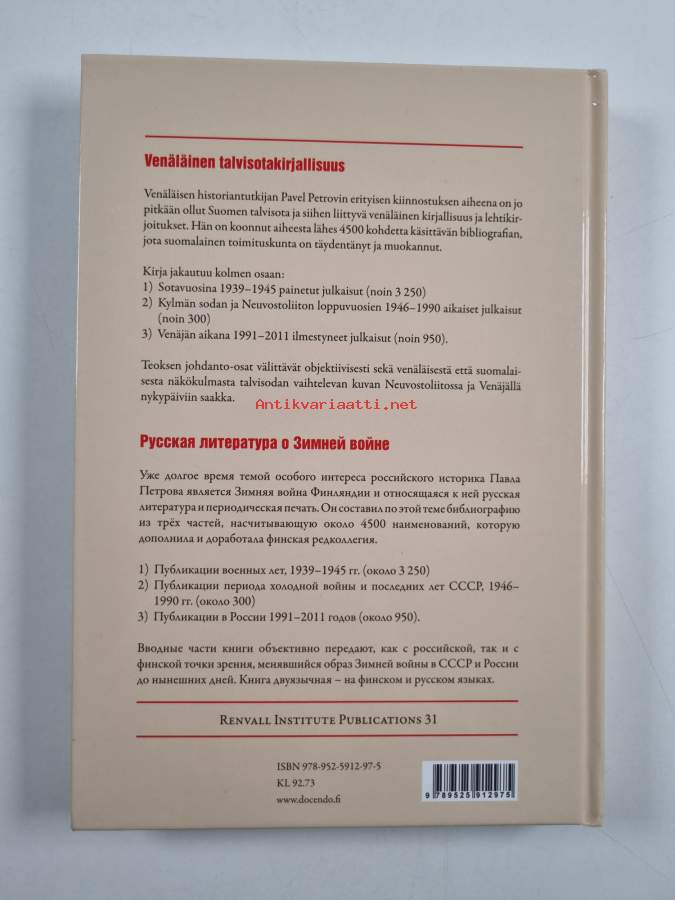 Venäläinen talvisotakirjallisuus
Venäläisen historiantutkijan Pavel Petrovin erityisen kiinnostuksen aiheena on jo
pitkään ollut Suomen talvisota ja siihen liittyvä venäläinen kirjallisuus ja lehtikir-
joitukset. Hän on koonnut aiheesta lähes 4500 kohdetta käsittävän bibliografian,
jota suomalainen toimituskunta on täydentänyt ja muokannut.
Kirja jakautuu kolmen osaan:
1) Sotavuosina 1939–1945 painetut julkaisut (noin 3 250)
2) Kylmän sodan ja Neuvostoliiton loppuvuosien 1946–1990 aikaiset julkaisut
(noin 300)
3) Venäjän aikana 1991–2011 ilmestyneet julkaisut (noin 950).
Teoksen johdanto-osat välittävät objektiivisesti sekä venäläisestä että suomalai-
sesta näkökulmasta talvisodan vaihtelevan kuvan Neuvostoliitossa ja Venäjällä
nykypäiviin saakka.
Antikvariaatti.net
Русская литература о Зимней войне
Уже долгое время темой особого интереса российского историка Павла
Петрова является Зимняя война Финляндии и относящаяся к ней русская
литература и периодическая печать. Он составил по этой теме библиографию
из трёх частей, насчитывающую около 4500 наименований, которую
дополнила и доработала финская редколлегия.
1) Публикации военных лет, 1939–1945 гг. (около 3 250)
2) Публикации периода холодной войны и последних лет СССР, 1946–
1990 гг. (около 300)
3) Публикации в России 1991–2011 годов (около 950).
Вводные части книги объективно передают, как с российской, так и с
финской точки зрения, менявшийся образ Зимней войны в СССР и России
до нынешних дней. Книга двуязычная – на финском и русском языках.
Renvall Institute Publications 31
ISBN 978-952-5912-97-5
KL 92.73
www.docendo.fi
9 789525 912975